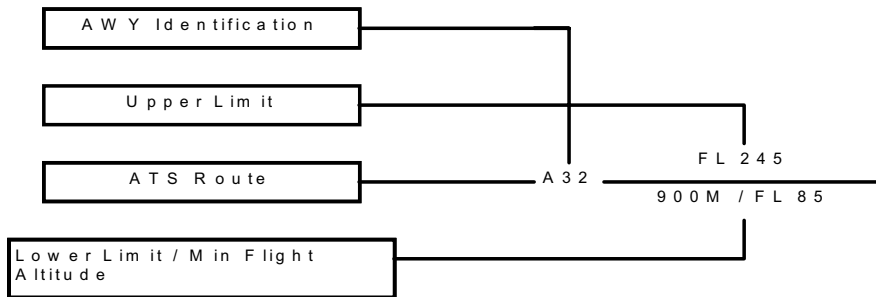 AWY Identification
Upper Limit
FL 245
ATS Route
A32
900M / FL 85
Lower Limit / Min Flight
Altitude